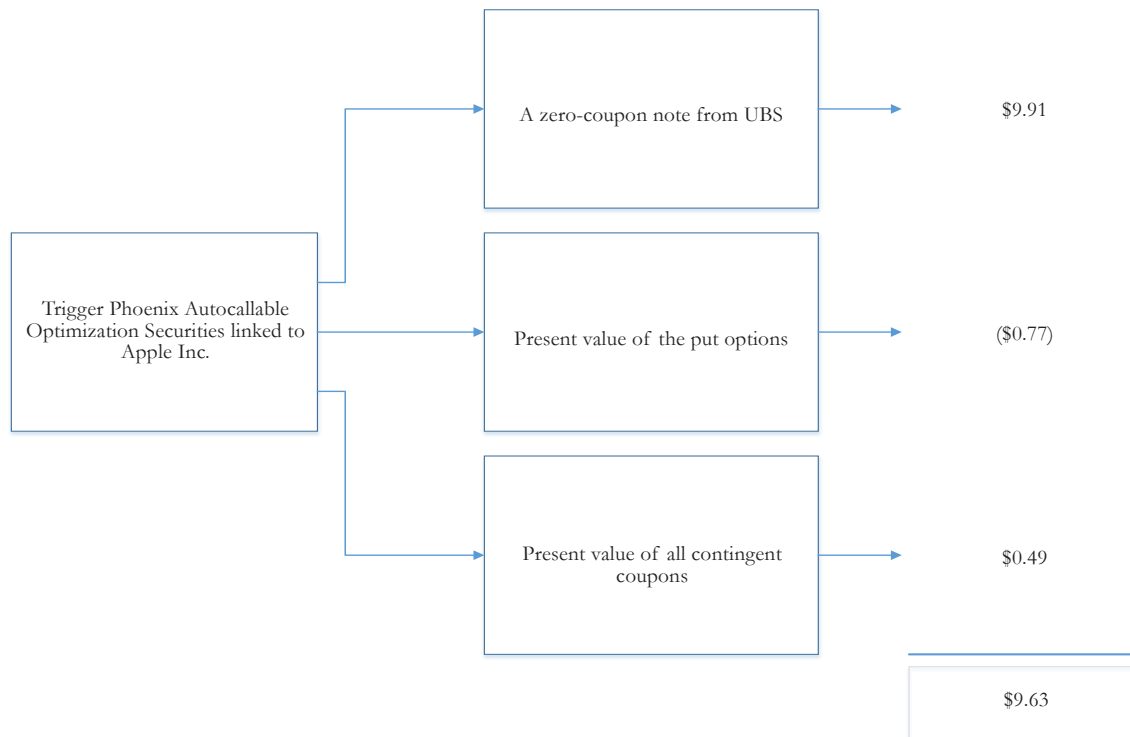 A zero-coupon note from UBS
$9.91
Trigger Phoenix Autocallable
Optimization Securities linked to
Apple Inc.
Present value of the put options
($0.77)
Present value of all contingent
coupons
$0.49
$9.63